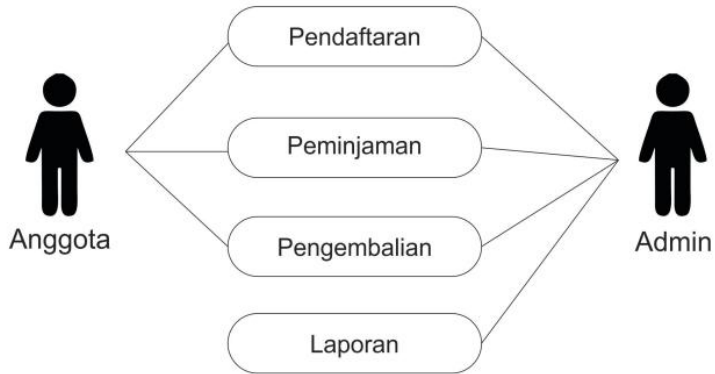 Pendaftaran
Peminjaman
Anggota
Pengembalian
Admin
Laporan